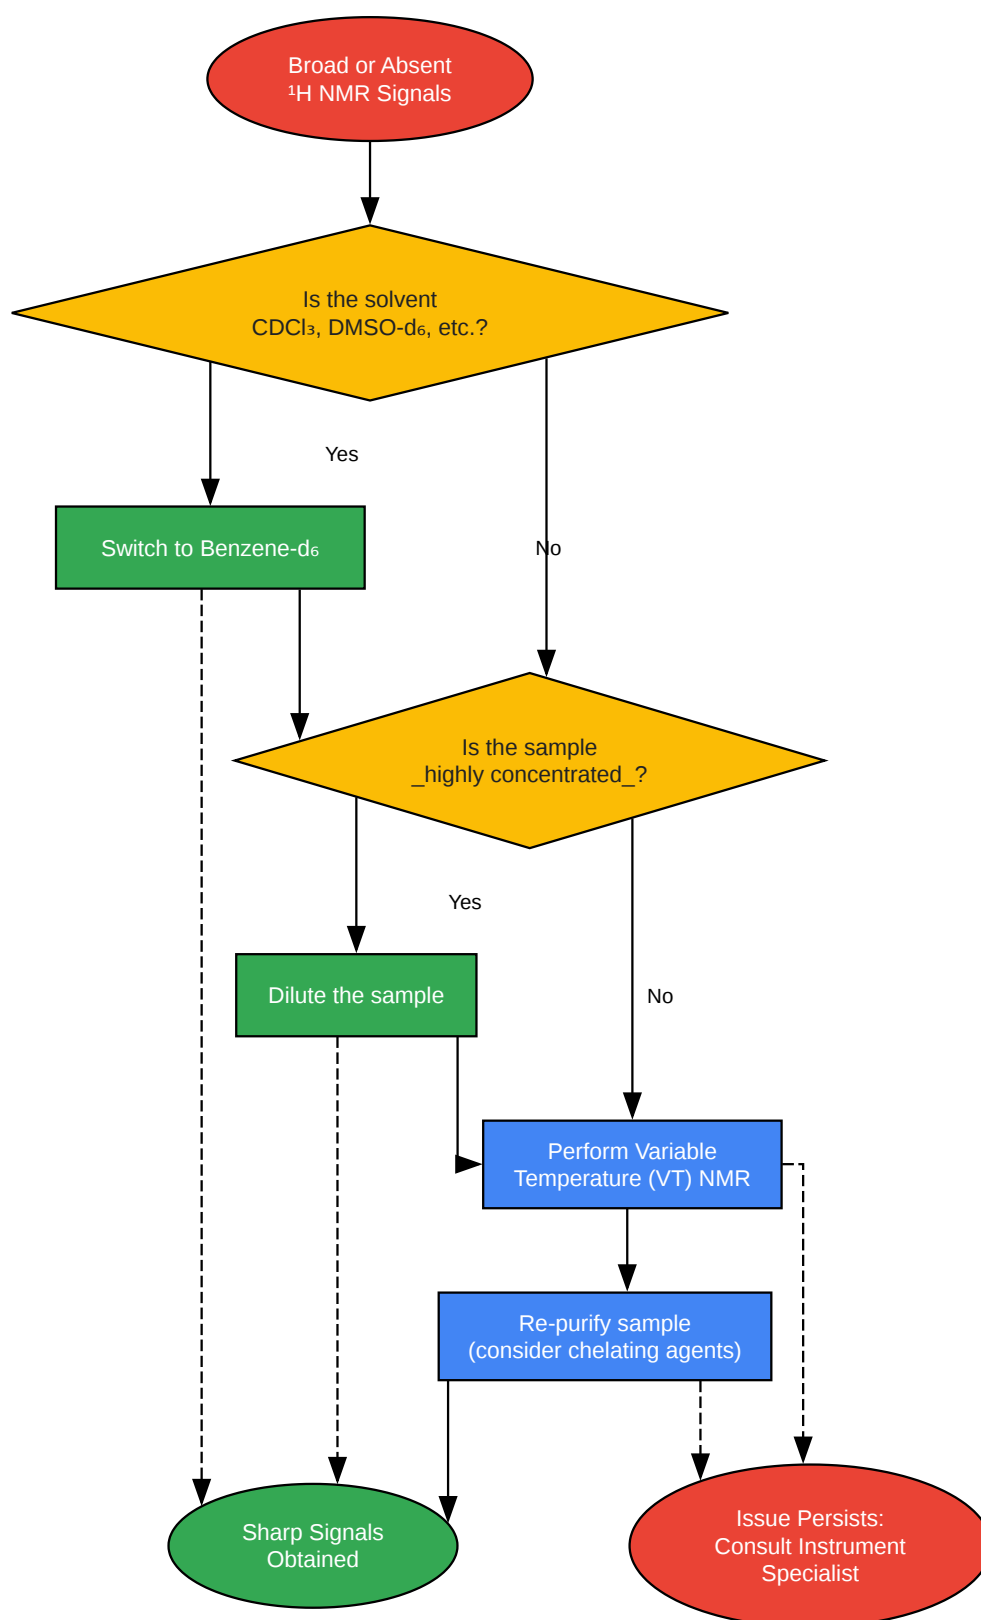 Broad or Absent
¹H NMR Signals
Is the solvent
CDCl₃, DMSO-d₆, etc.?
Yes
Switch to Benzene-d₆
No
Is the sample
_highly concentrated_?
Yes
Dilute the sample
No
Perform Variable
Temperature (VT) NMR
Re-purify sample
(consider chelating agents)
Sharp Signals
Obtained
Issue Persists:
Consult Instrument
Specialist